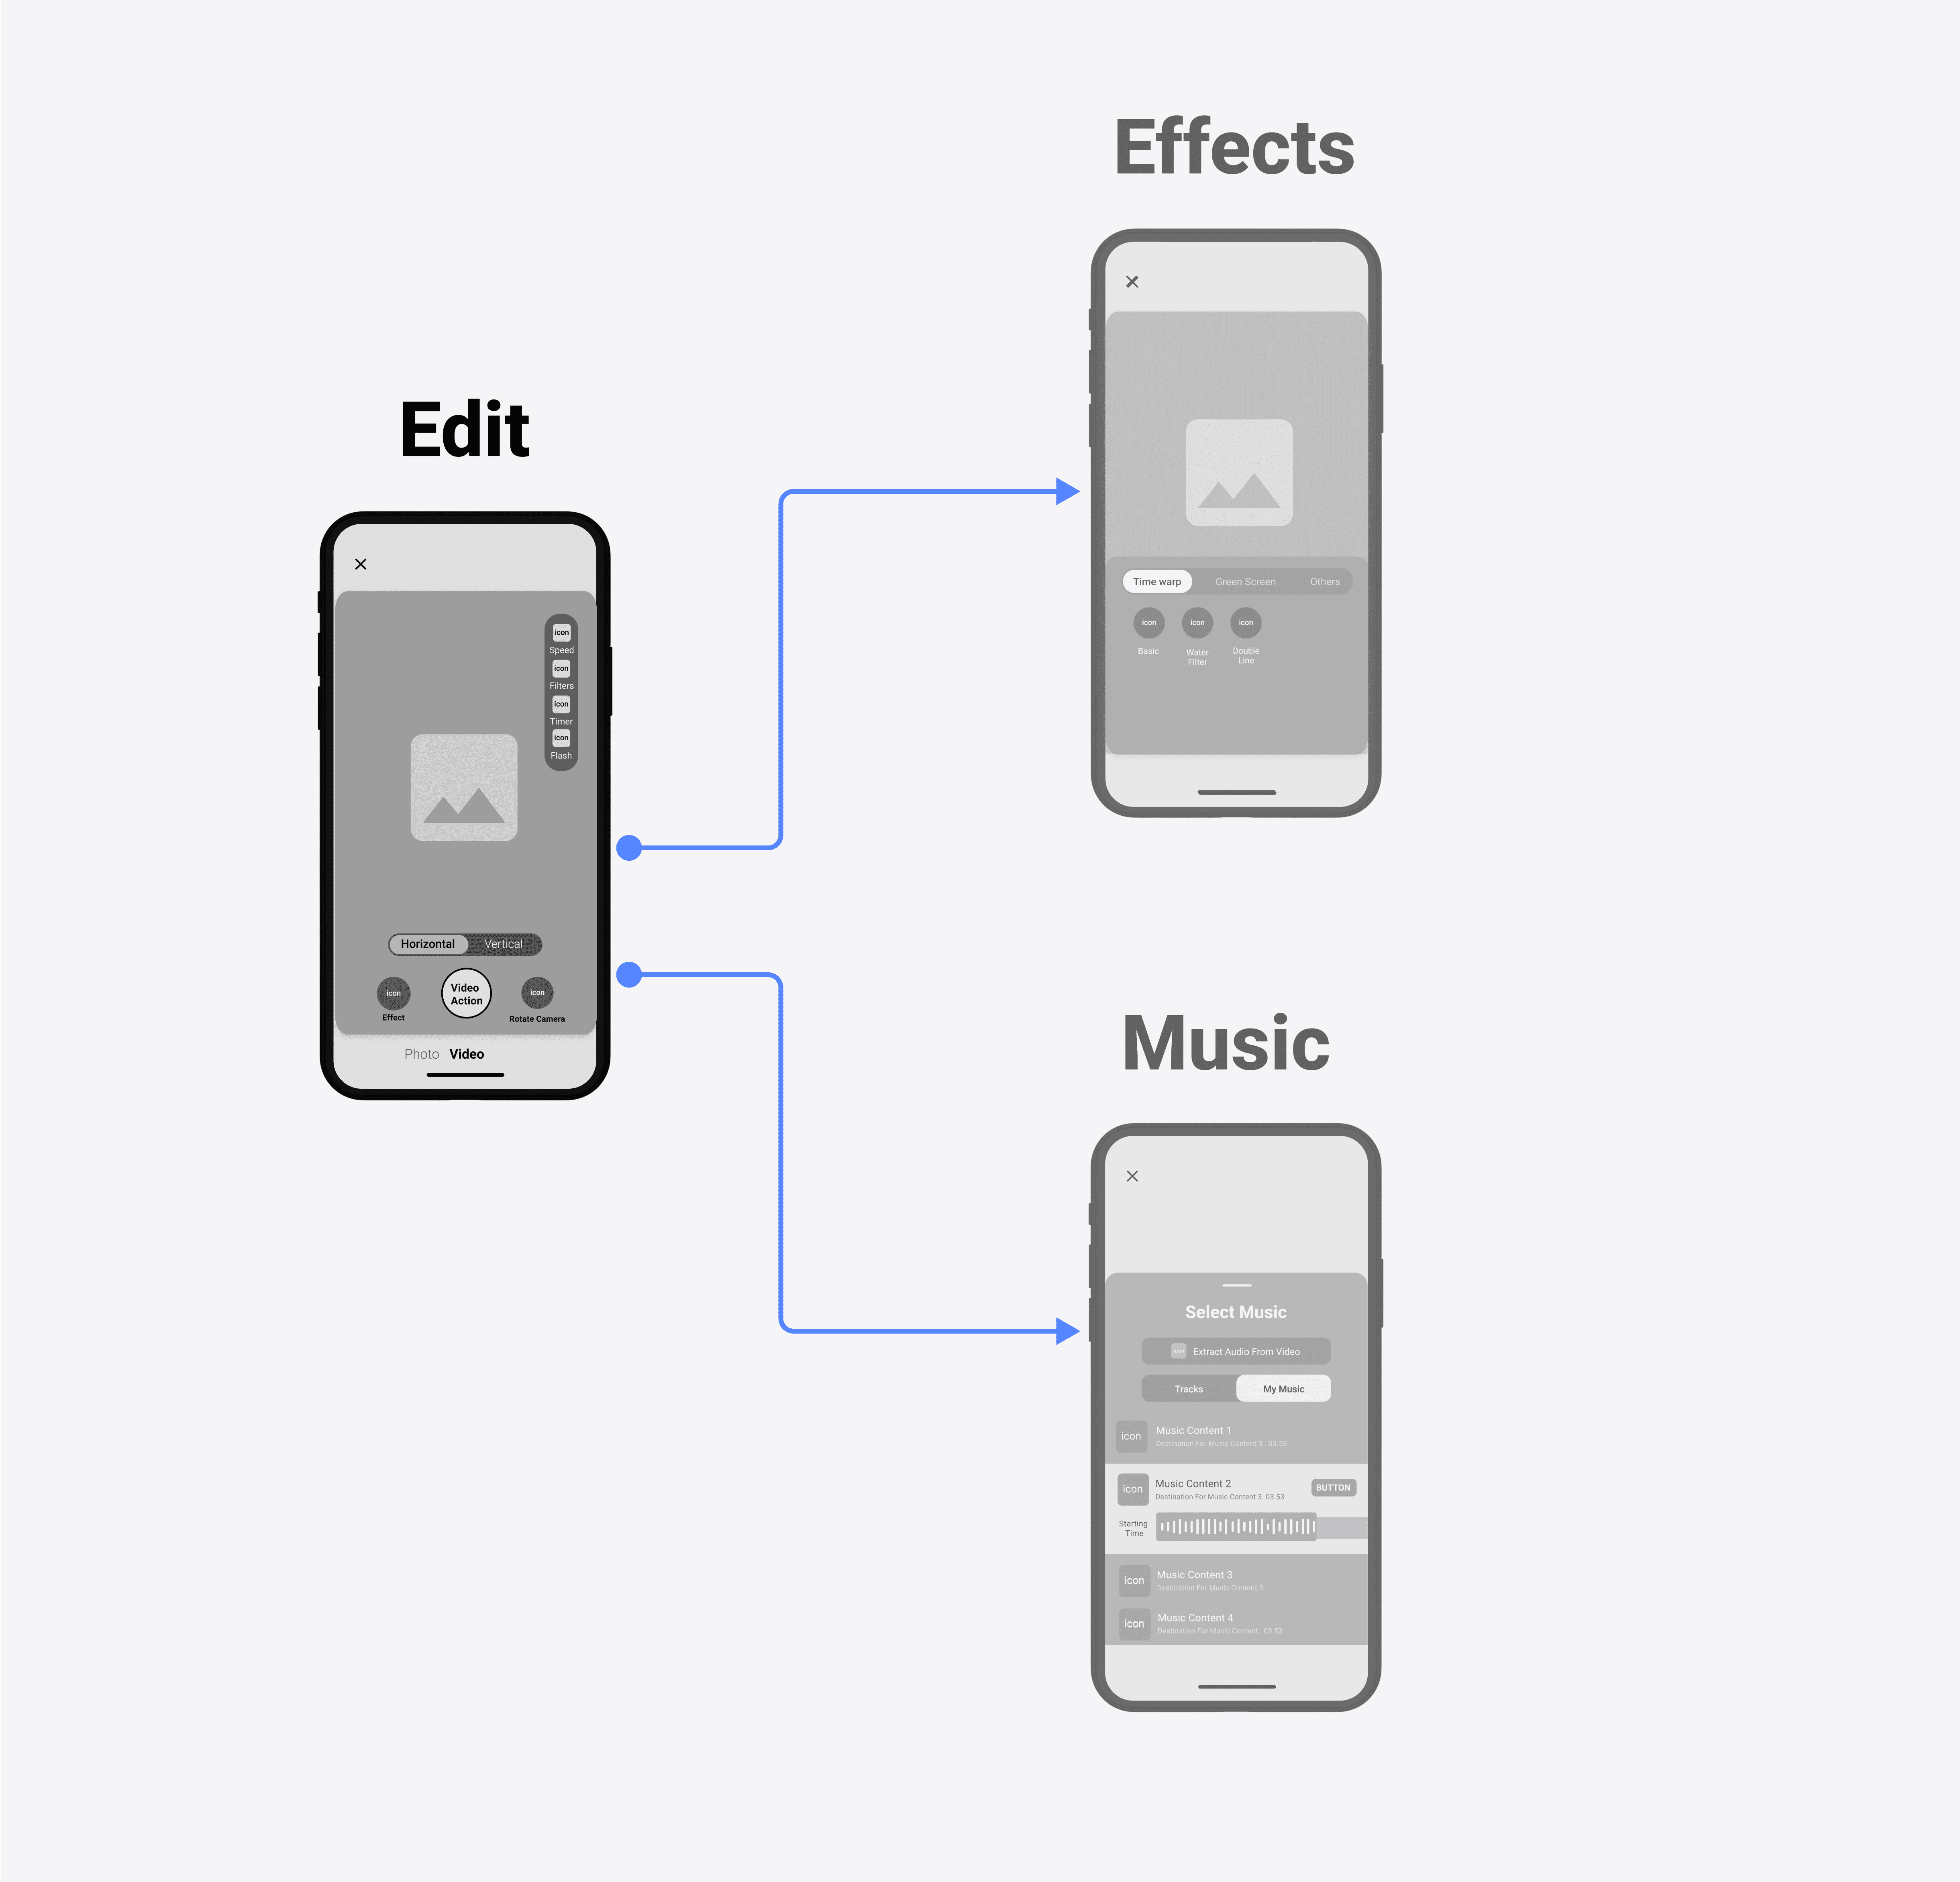 Edit
icon
Speed
icon
Filters
icon
Timer
icon
Flash
Horizontal Vertical
icon
Effect
Video
Action
icon
Rotate Camera
Photo Video
Effects
Time warp Green Screen Others
icon icon icon
Basic
Water
Filter
Double
Line
Music
Select Music
icon Extract Audio From Video
Tracks My Music
icon
Music Content 1
Destination For Music Content 3 . 03.53
icon
Music Content 2
Destination For Music Content 3. 03.53
BUTTON
Starting
Time
icon
Music Content 3
Destination For Music Content 3
icon
Music Content 4
Destination For Music Content . 03.53